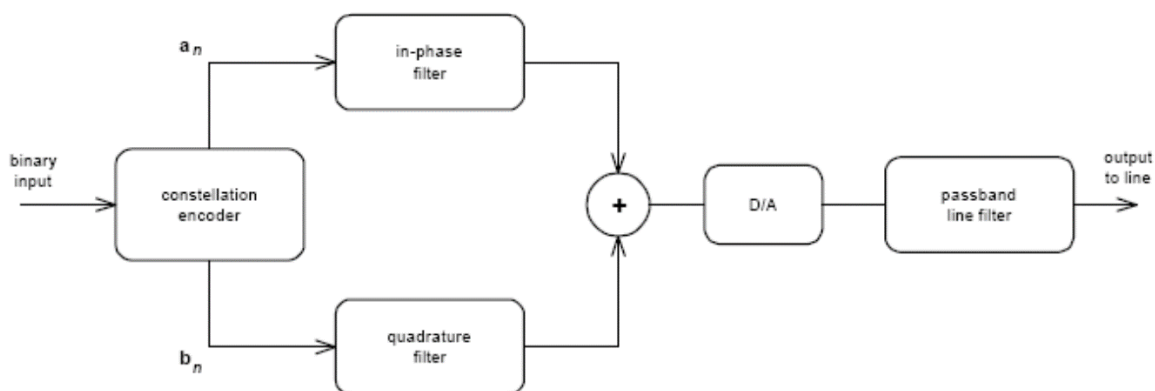 a n
in-phase
filter
binary
input
constellation
encoder
+
D/A
passband
line filter
output
to line
quadrature
filter
b n